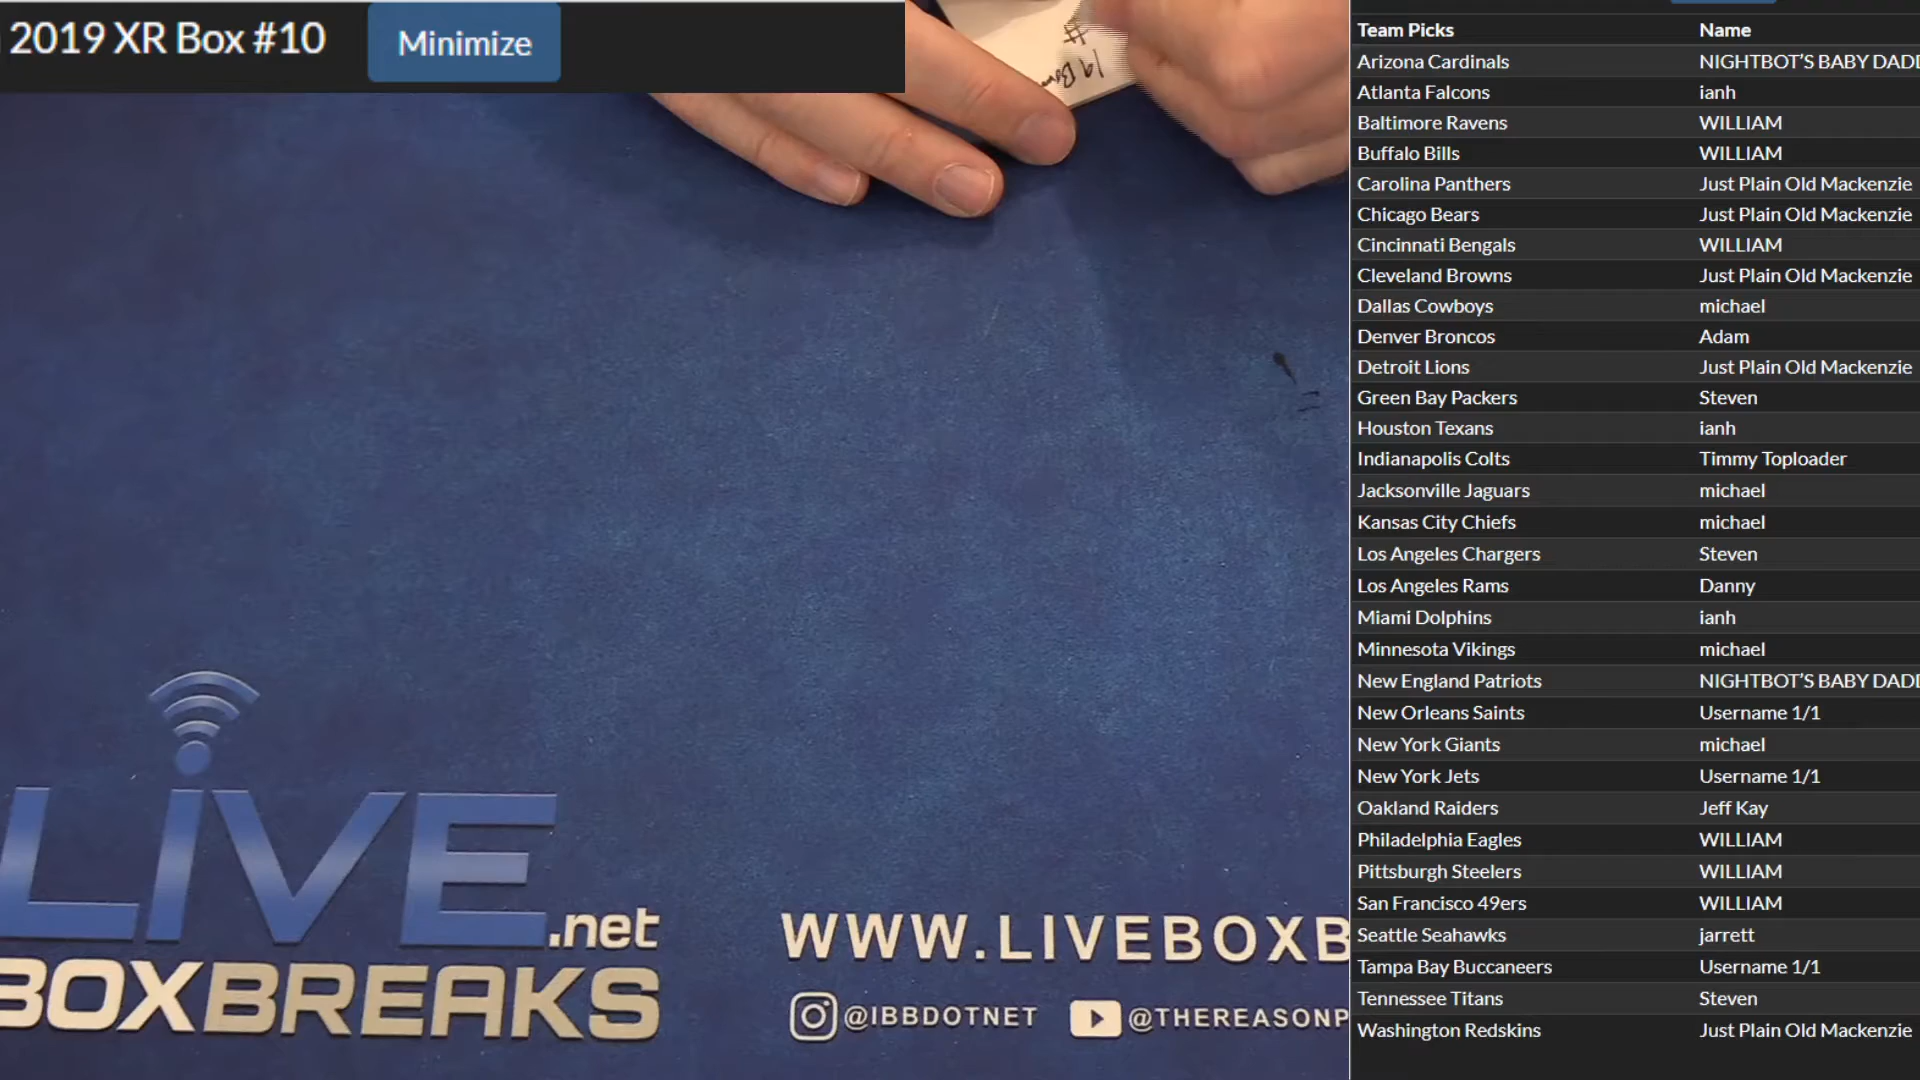 2019 XR Box #10
Minimize
#
19
Team Picks Name
Arizona Cardinals NIGHTBOT'S BABY DADD
Atlanta Falcons ianh
Baltimore Ravens WILLIAM
Buffalo Bills WILLIAM
Carolina Panthers Just Plain Old Mackenzie
Chicago Bears Just Plain Old Mackenzie
Cincinnati Bengals WILLIAM
Cleveland Browns Just Plain Old Mackenzie
Dallas Cowboys michael
Denver Broncos Adam
Detroit Lions Just Plain Old Mackenzie
Green Bay Packers Steven
Houston Texans ianh
Indianapolis Colts Timmy Toploader
Jacksonville Jaguars michael
Kansas City Chiefs michael
Los Angeles Chargers Steven
Los Angeles Rams Danny
Miami Dolphins ianh
Minnesota Vikings michael
New England Patriots NIGHTBOT'S BABY DADD
New Orleans Saints Username 1/1
New York Giants michael
New York Jets Username 1/1
Oakland Raiders Jeff Kay
Philadelphia Eagles WILLIAM
Pittsburgh Steelers WILLIAM
San Francisco 49ers WILLIAM
Seattle Seahawks jarrett
Tampa Bay Buccaneers Username 1/1
Tennessee Titans Steven
Washington Redskins Just Plain Old Mackenzie
LIVE.net
BOXBREAKS
WWW.LIVEBOXB
@IBBDOTNET @THEREASONP